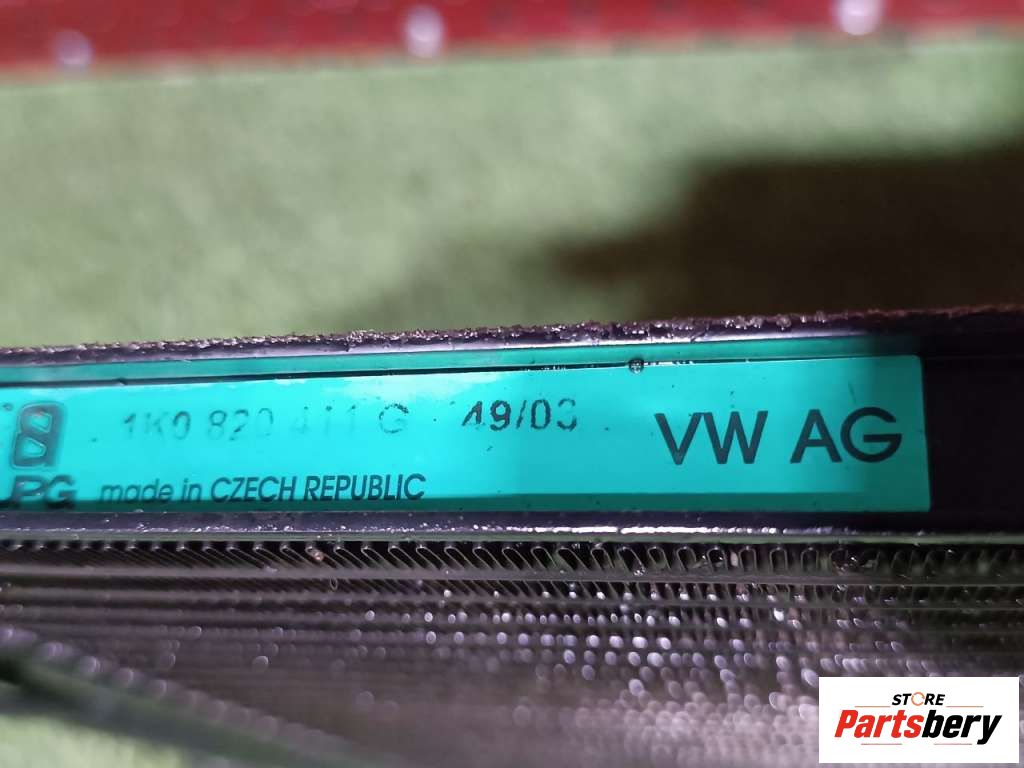 1K0 820 411 G 49/03 VW AG
made in CZECH REPUBLIC
STORE
Partsbery